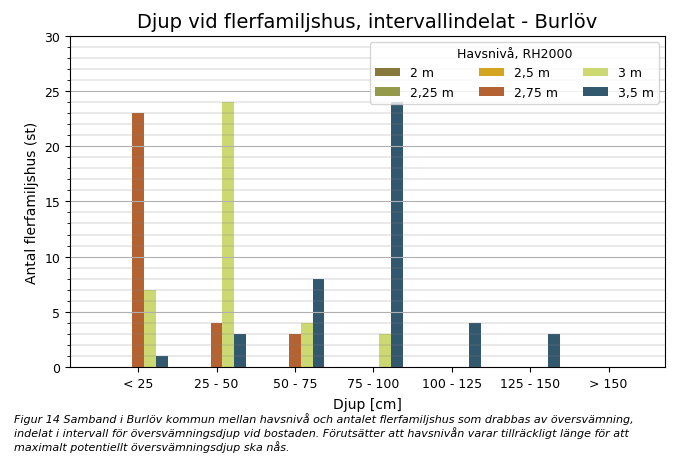 Djup vid flerfamiljshus, intervallindelat - Burlöv
Havsnivå, RH2000
2 m 2,5 m 3 m
2,25 m 2,75 m 3,5 m
Antal flerfamiljshus (st)
30
25
20
15
10
5
0
< 25 25 - 50 50 - 75 75 - 100 100 - 125 125 - 150 > 150
Djup [cm]
Figur 14 Samband i Burlöv kommun mellan havsnivå och antalet flerfamiljshus som drabbas av översvämning,
indelat i intervall för översvämningsdjup vid bostaden. Förutsätter att havsnivån varar tillräckligt länge för att
maximalt potentiellt översvämningsdjup ska nås.